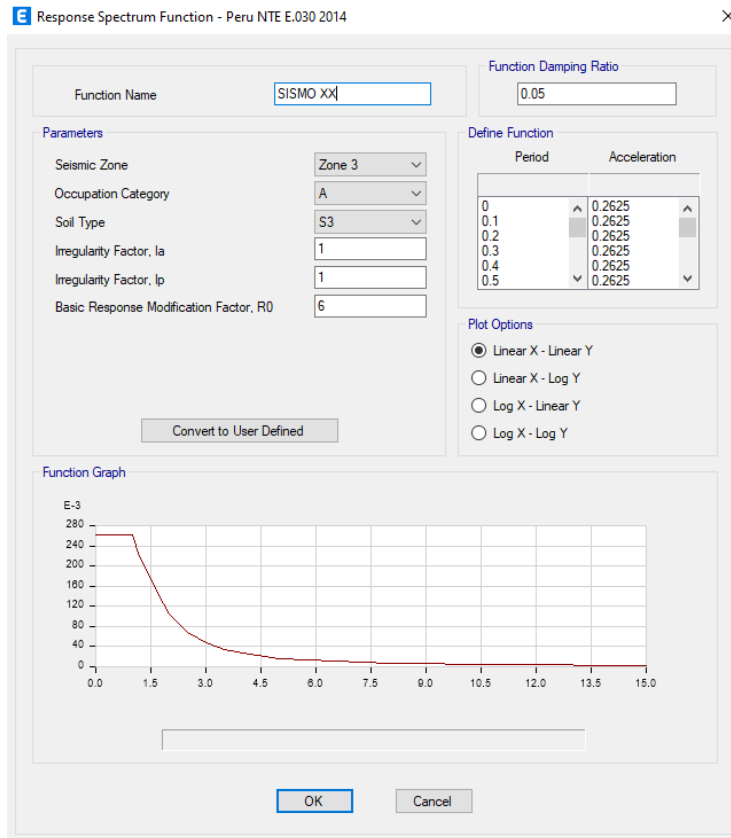 E Response Spectrum Function - Peru NTE E.030 2014
Function Name
SISMO XX
Function Damping Ratio
0.05
Parameters
Seismic Zone Zone 3
Occupation Category A
Soil Type S3
Irregularity Factor, Ia 1
Irregularity Factor, Ip 1
Basic Response Modification Factor, R0 6
Convert to User Defined
Define Function
Period Acceleration
0 0.2625
0.1 0.2625
0.2 0.2625
0.3 0.2625
0.4 0.2625
0.5 0.2625
Plot Options
Linear X - Linear Y
Linear X - Log Y
Log X - Linear Y
Log X - Log Y
Function Graph
E-3
280
240
200
160
120
80
40
0
0.0 1.5 3.0 4.5 6.0 7.5 9.0 10.5 12.0 13.5 15.0
OK Cancel